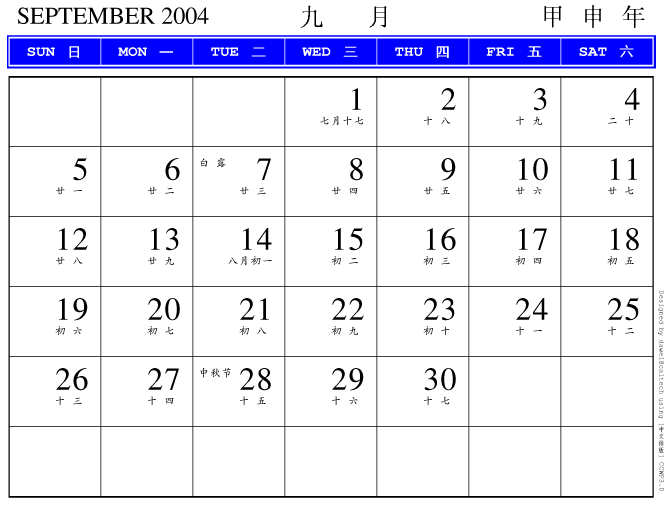 SEPTEMBER 2004 九 月 甲 申 年
SUN 日 MON 一 TUE 二 WED 三 THU 四 FRI 五 SAT 六
1 2 3 4
七月十七 十八 十九 二十
5 6 白露 7 8 9 10 11
廿一 廿二 廿三 廿四 廿五 廿六 廿七
12 13 14 15 16 17 18
廿八 廿九 八月初一 初二 初三 初四 初五
19 20 21 22 23 24 25
初六 初七 初八 初九 初十 十一 十二
26 27 中秋节 28 29 30
十三 十四 十五 十六 十七
Designed by dawei@caltech using